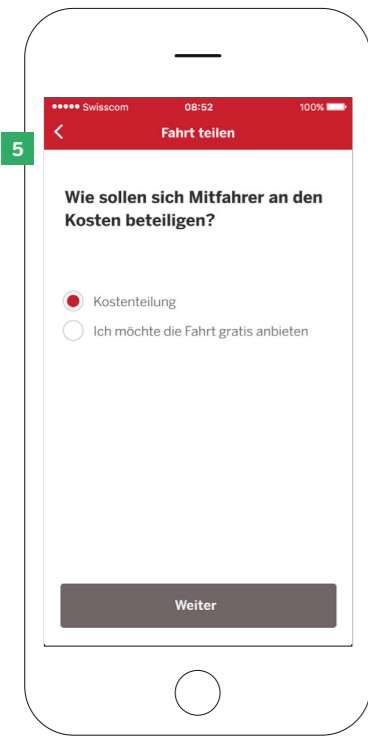 Swisscom 08:52 100%
Fahrt teilen
5
Wie sollen sich Mitfahrer an den
Kosten beteiligen?
Kostenteilung
Ich möchte die Fahrt gratis anbieten
Weiter